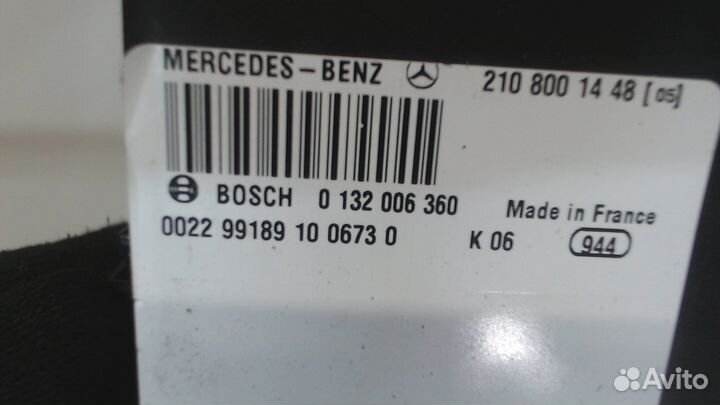 MERCEDES-BENZ 210 800 14 48 [05]
BOSCH 0 132 006 360 Made in France
0022 99189 10 0673 0 K 06 944
Avito